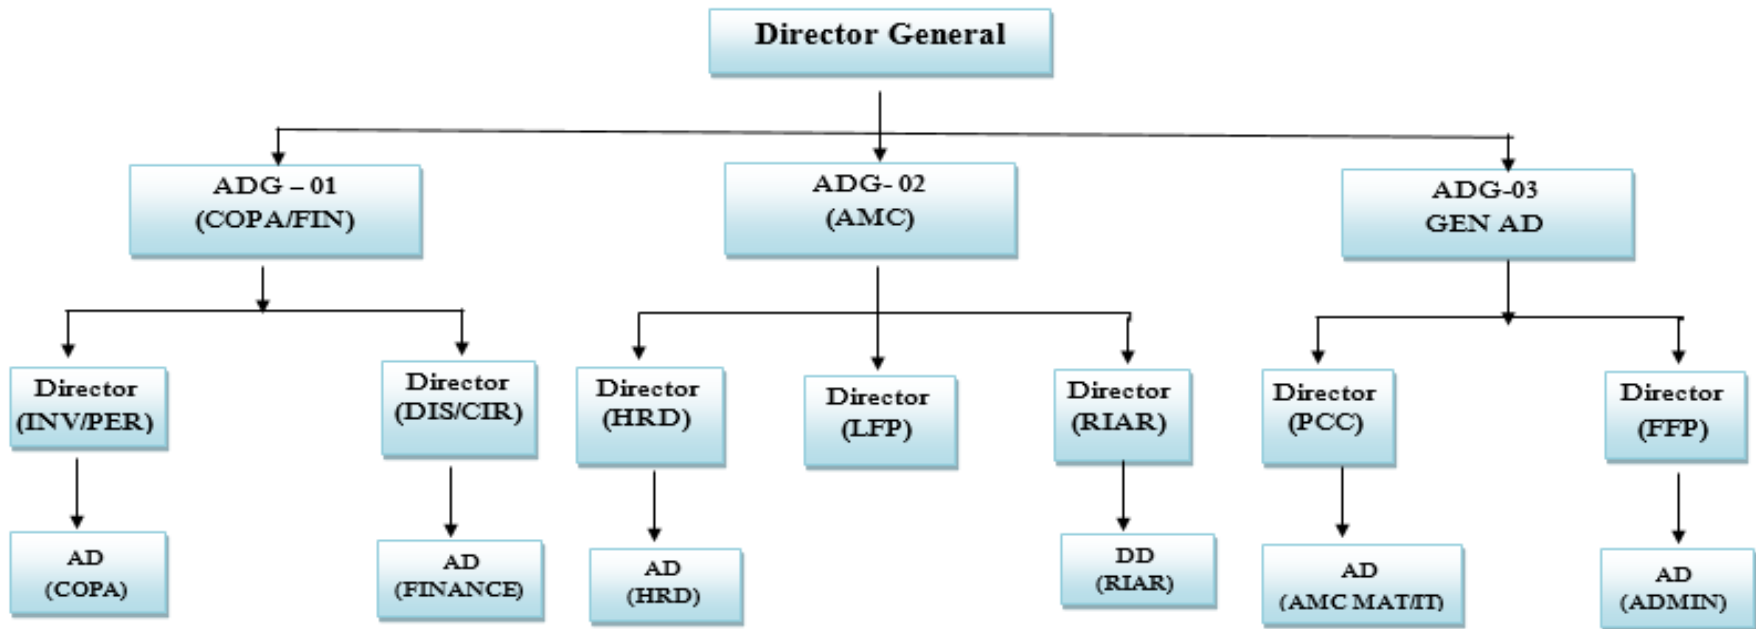 Director General
ADG – 01
(COPA/FIN)
ADG- 02
(AMC)
ADG-03
GEN AD
Director
(INV/PER)
Director
(DIS/CIR)
Director
(HRD)
Director
(LFP)
Director
(RIAR)
Director
(PCC)
Director
(FFP)
AD
(COPA)
AD
(FINANCE)
AD
(HRD)
DD
(RIAR)
AD
(AMC MAT/IT)
AD
(ADMIN)